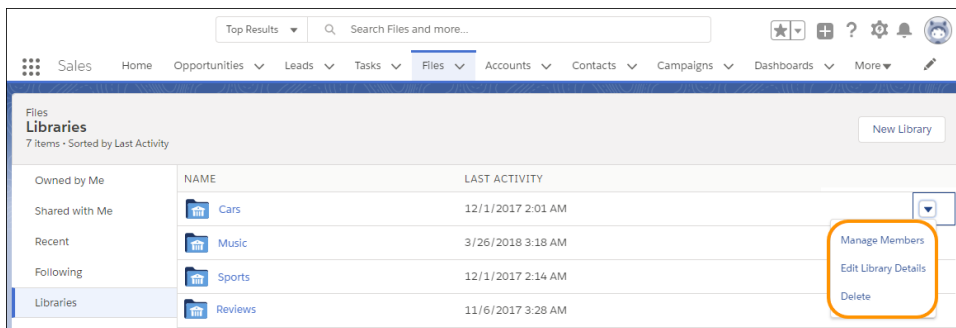 Top Results Search Files and more...
Sales Home Opportunities Leads Tasks Files Accounts Contacts Campaigns Dashboards More
Files
Libraries
7 items • Sorted by Last Activity
New Library
Owned by Me
Shared with Me
Recent
Following
Libraries
NAME LAST ACTIVITY
Cars 12/1/2017 2:01 AM
Music 3/26/2018 3:18 AM
Sports 12/1/2017 2:14 AM
Reviews 11/6/2017 3:28 AM
Manage Members
Edit Library Details
Delete